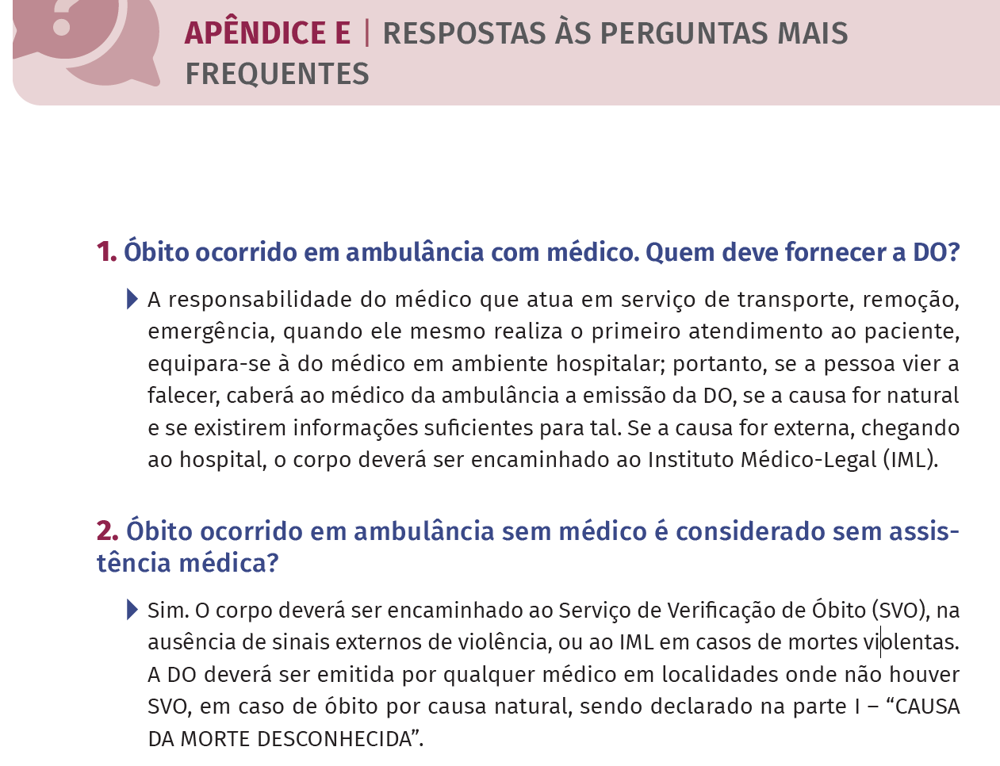 ?
APÊNDICE E | RESPOSTAS ÀS PERGUNTAS MAIS
FREQUENTES
1. Óbito ocorrido em ambulância com médico. Quem deve fornecer a DO?
A responsabilidade do médico que atua em serviço de transporte, remoção,
emergência, quando ele mesmo realiza o primeiro atendimento ao paciente,
equipara-se à do médico em ambiente hospitalar; portanto, se a pessoa vier a
falecer, caberá ao médico da ambulância a emissão da DO, se a causa for natural
e se existirem informações suficientes para tal. Se a causa for externa, chegando
ao hospital, o corpo deverá ser encaminhado ao Instituto Médico-Legal (IML).
2. Óbito ocorrido em ambulância sem médico é considerado sem assis-
tência médica?
Sim. O corpo deverá ser encaminhado ao Serviço de Verificação de Óbito (SVO), na
ausência de sinais externos de violência, ou ao IML em casos de mortes violentas.
A DO deverá ser emitida por qualquer médico em localidades onde não houver
SVO, em caso de óbito por causa natural, sendo declarado na parte I – “CAUSA
DA MORTE DESCONHECIDA”.